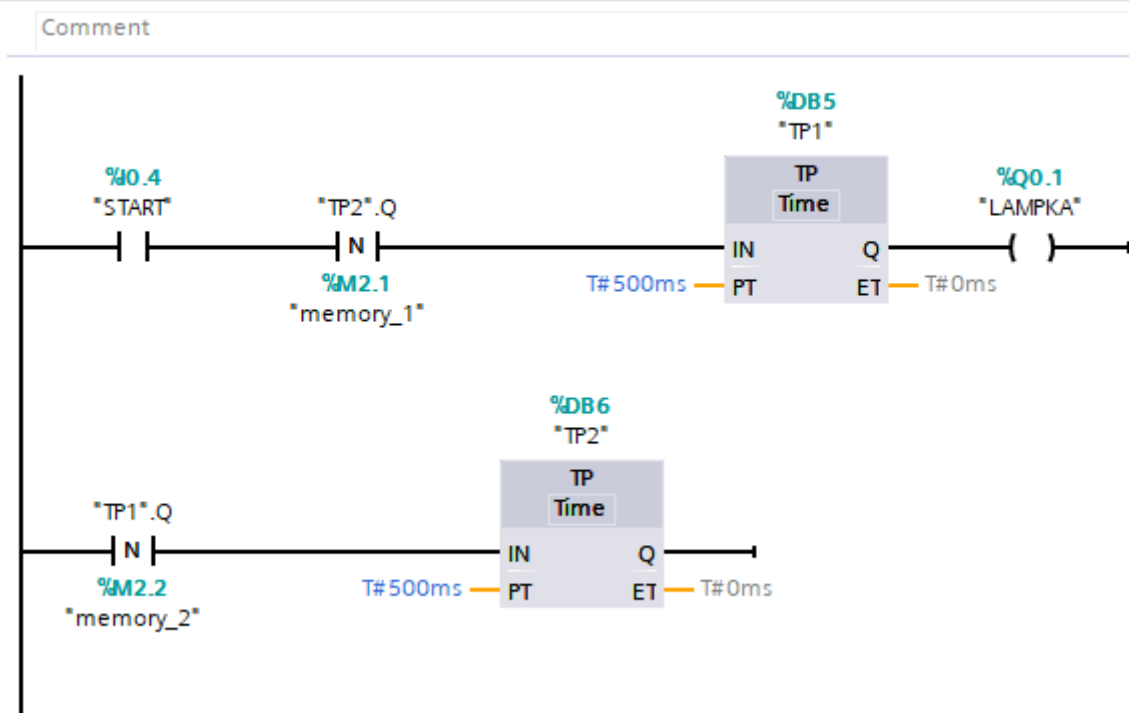 Comment
%DB5
"TP1"
%I0.4
"START"
"TP2".Q
TP
Time
%Q0.1
"LAMPKA"
N
IN
Q
%M2.1
"memory_1"
T#500ms
PT
ET
T#0ms
%DB6
"TP2"
TP
Time
"TP1".Q
N
IN
Q
%M2.2
"memory_2"
T#500ms
PT
ET
T#0ms